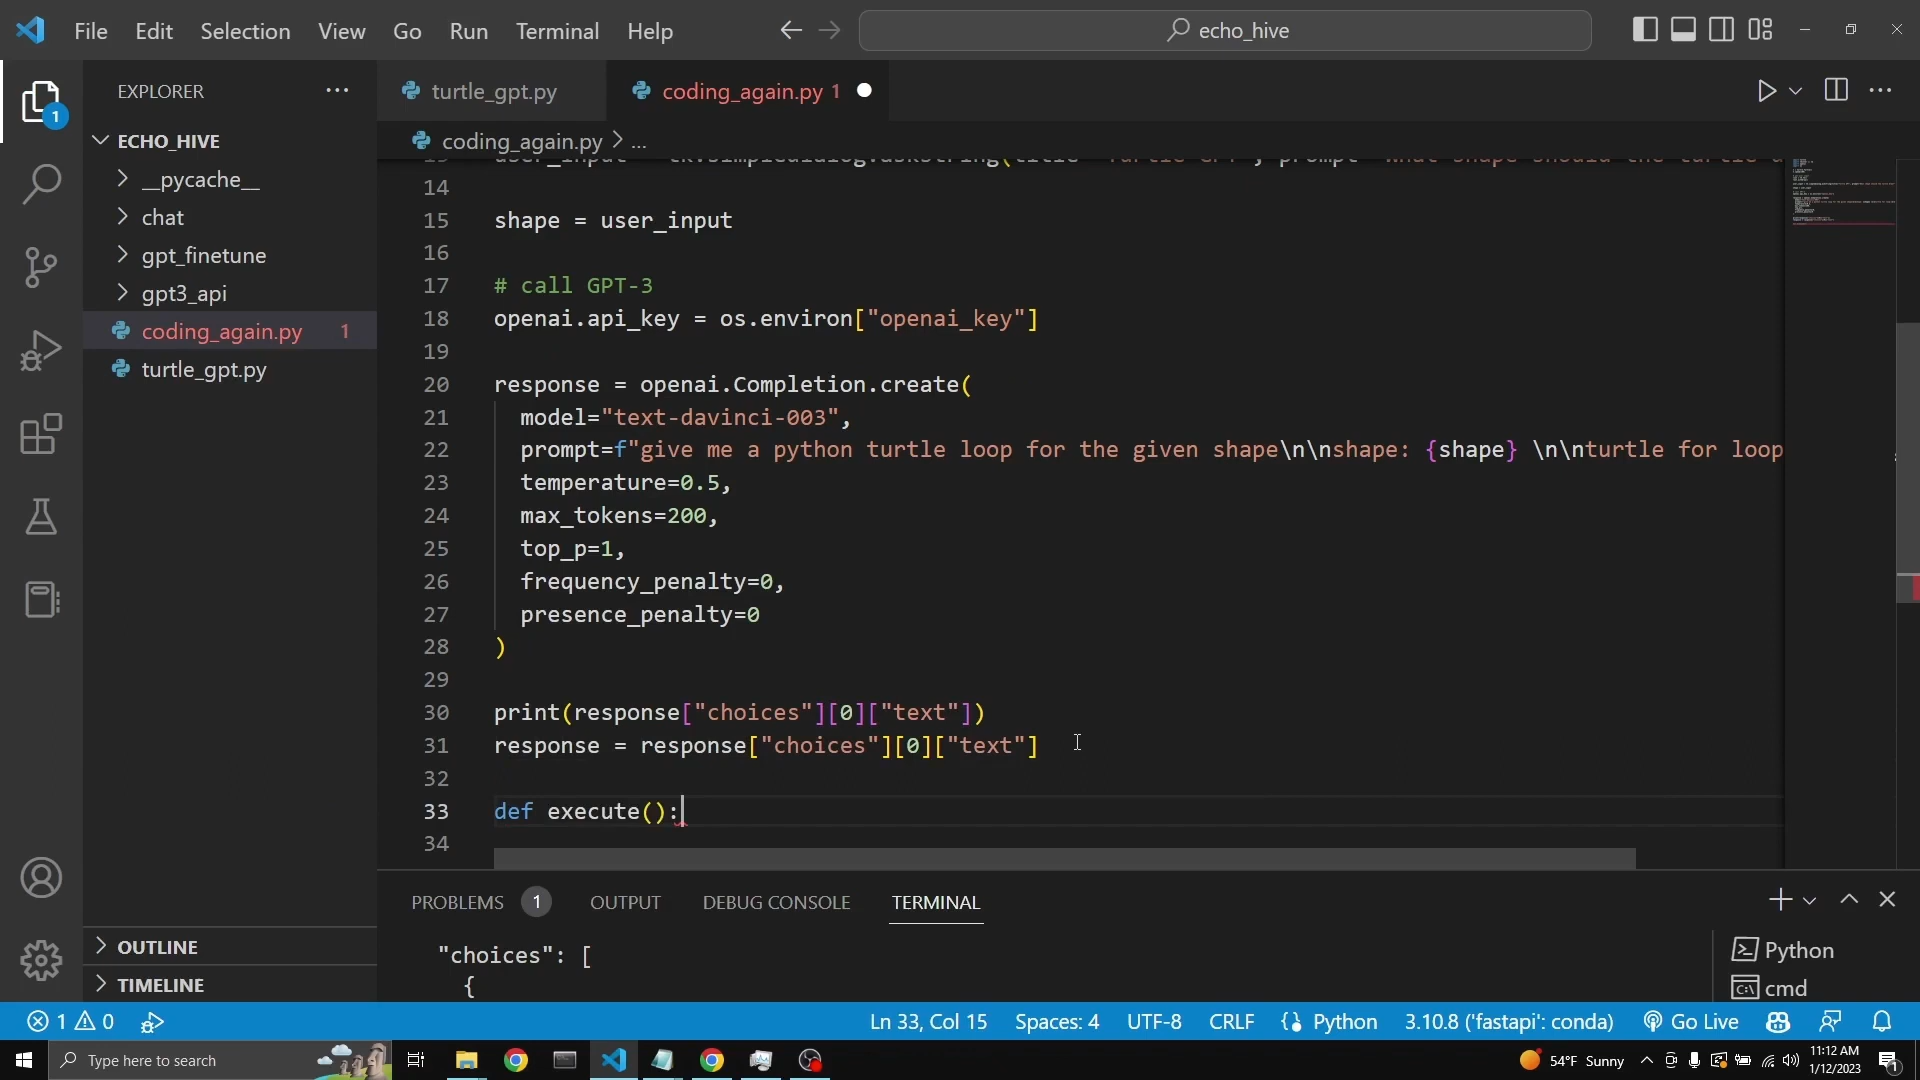 File Edit Selection View Go Run Terminal Help
echo_hive
EXPLORER
turtle_gpt.py
coding_again.py 1
1
ECHO_HIVE
coding_again.py > ...
__pycache__
chat
gpt_finetune
gpt3_api
coding_again.py 1
turtle_gpt.py
14
15 shape = user_input
16
17 # call GPT-3
18 openai.api_key = os.environ["openai_key"]
19
20 response = openai.Completion.create(
21 model="text-davinci-003",
22 prompt=f"give me a python turtle loop for the given shape\n\nshape: {shape} \n\nturtle for loop
23 temperature=0.5,
24 max_tokens=200,
25 top_p=1,
26 frequency_penalty=0,
27 presence_penalty=0
28 )
29
30 print(response["choices"][0]["text"])
31 response = response["choices"][0]["text"]
32
33 def execute():
34
PROBLEMS 1 OUTPUT DEBUG CONSOLE TERMINAL
"choices": [
{
Python
cmd
OUTLINE
TIMELINE
1 0
Ln 33, Col 15 Spaces: 4 UTF-8 CRLF Python 3.10.8 ('fastapi': conda) Go Live
Type here to search
54°F Sunny
11:12 AM
1/12/2023
1